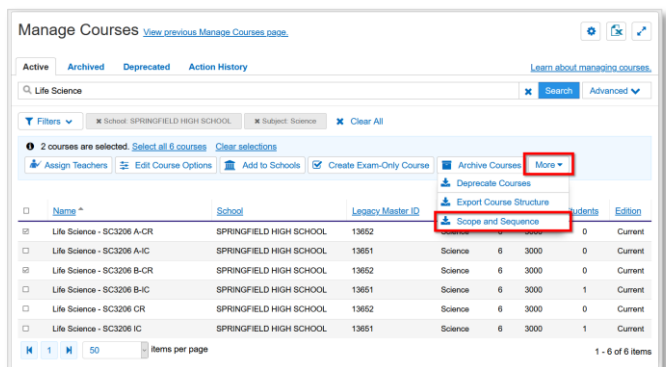 Manage Courses View previous Manage Courses page.
Active Archived Deprecated Action History Learn about managing courses.
Life Science Search Advanced
Filters School: SPRINGFIELD HIGH SCHOOL Subject: Science Clear All
2 courses are selected. Select all 6 courses Clear selections
Assign Teachers Edit Course Options Add to Schools Create Exam-Only Course Archive Courses More
Deprecate Courses
Export Course Structure
Scope and Sequence
Name School Legacy Master ID Students Edition
Life Science - SC3206 A-CR SPRINGFIELD HIGH SCHOOL 13652 Science 6 3000 0 Current
Life Science - SC3206 A-IC SPRINGFIELD HIGH SCHOOL 13651 Science 6 3000 1 Current
Life Science - SC3206 B-CR SPRINGFIELD HIGH SCHOOL 13652 Science 6 3000 0 Current
Life Science - SC3206 B-IC SPRINGFIELD HIGH SCHOOL 13651 Science 6 3000 1 Current
Life Science - SC3206 CR SPRINGFIELD HIGH SCHOOL 13652 Science 6 3000 0 Current
Life Science - SC3206 IC SPRINGFIELD HIGH SCHOOL 13651 Science 6 3000 1 Current
1 50 items per page 1 - 6 of 6 items